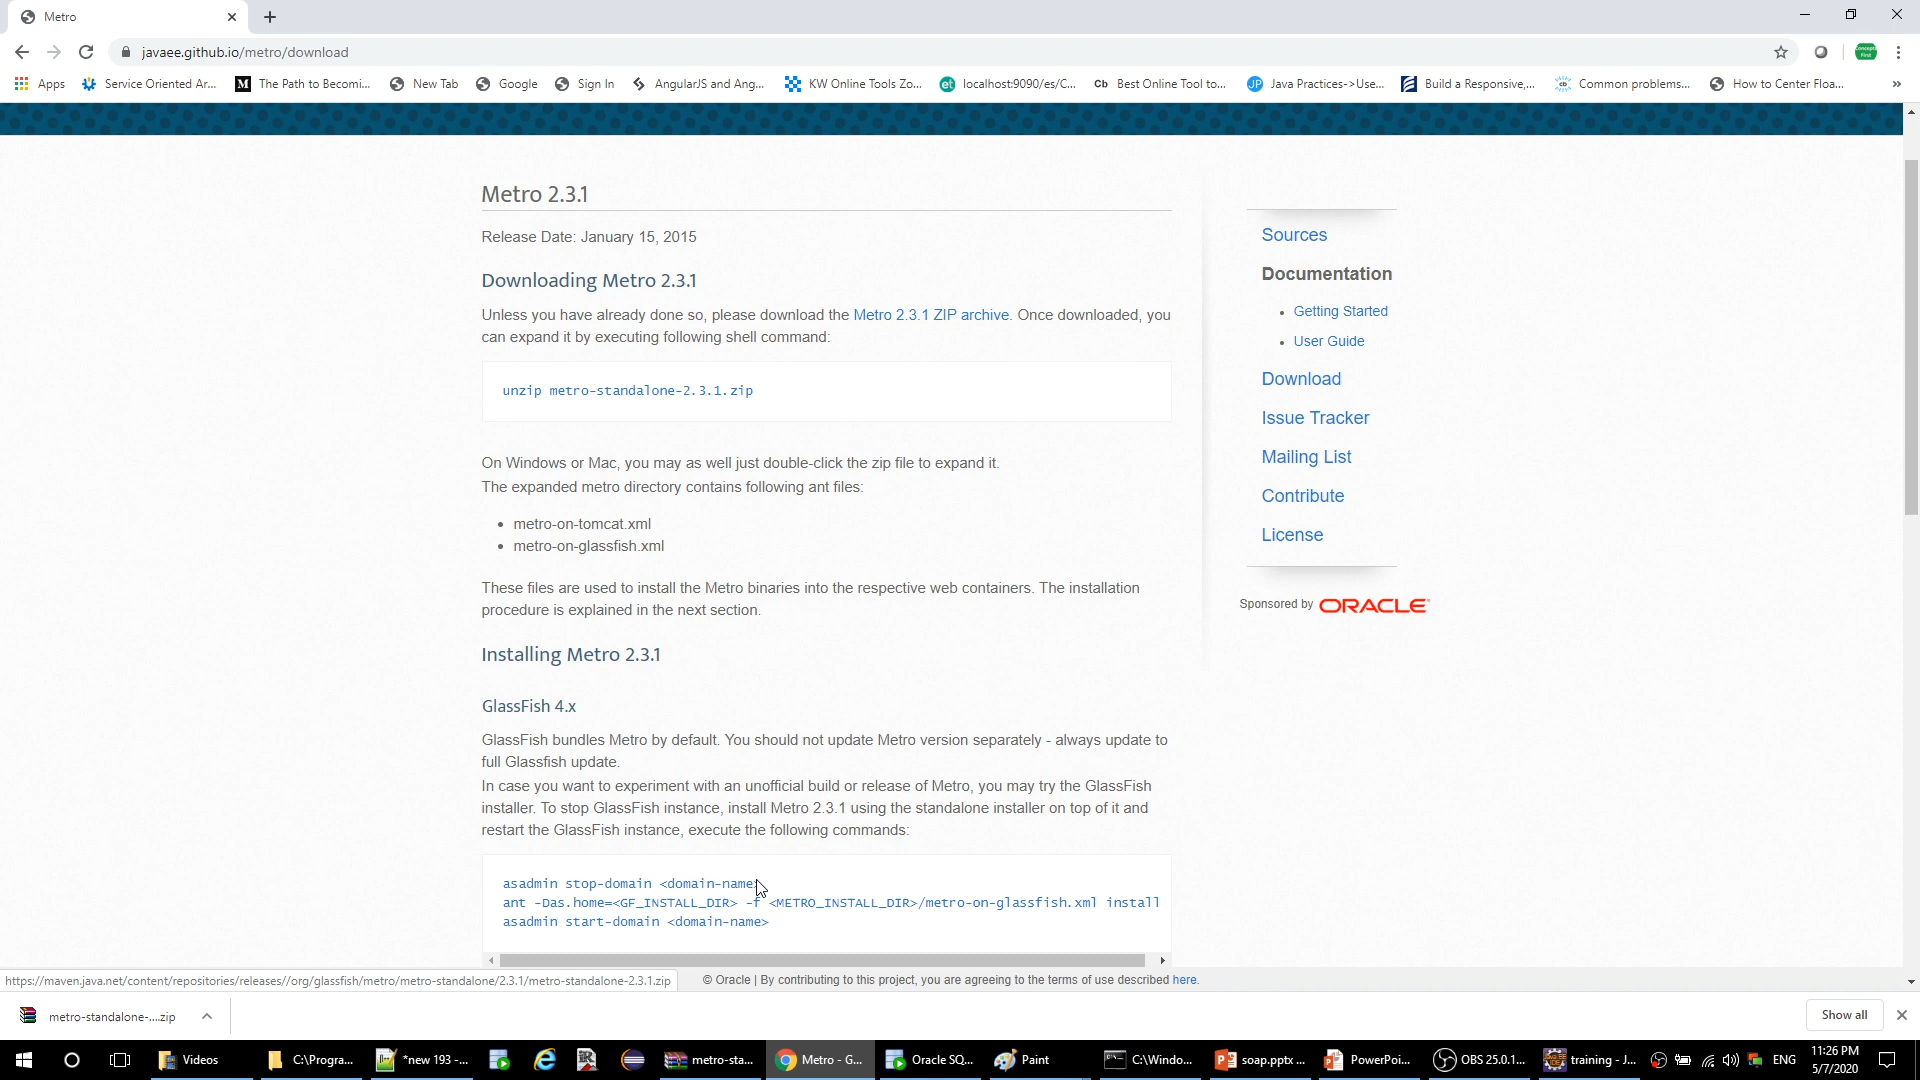 Metro
javaee.github.io/metro/download
Apps
Service Oriented Ar...
The Path to Becomi...
New Tab
Google
Sign In
AngularJS and Ang...
KW Online Tools Zo...
localhost:9090/es/C...
Cb Best Online Tool to...
JP Java Practices->Use...
Build a Responsive,...
Common problems...
How to Center Floa...
»
Metro 2.3.1
Release Date: January 15, 2015
Downloading Metro 2.3.1
Unless you have already done so, please download the Metro 2.3.1 ZIP archive. Once downloaded, you
can expand it by executing following shell command:
unzip metro-standalone-2.3.1.zip
On Windows or Mac, you may as well just double-click the zip file to expand it.
The expanded metro directory contains following ant files:
• metro-on-tomcat.xml
• metro-on-glassfish.xml
These files are used to install the Metro binaries into the respective web containers. The installation
procedure is explained in the next section.
Installing Metro 2.3.1
GlassFish 4.x
GlassFish bundles Metro by default. You should not update Metro version separately - always update to
full Glassfish update.
In case you want to experiment with an unofficial build or release of Metro, you may try the GlassFish
installer. To stop GlassFish instance, install Metro 2.3.1 using the standalone installer on top of it and
restart the GlassFish instance, execute the following commands:
asadmin stop-domain <domain-name>
ant -Das.home=<GF_INSTALL_DIR> -f <METRO_INSTALL_DIR>/metro-on-glassfish.xml install
asadmin start-domain <domain-name>
Sources
Documentation
• Getting Started
• User Guide
Download
Issue Tracker
Mailing List
Contribute
License
Sponsored by ORACLE
https://maven.java.net/content/repositories/releases//org/glassfish/metro/metro-standalone/2.3.1/metro-standalone-2.3.1.zip
© Oracle | By contributing to this project, you are agreeing to the terms of use described here.
metro-standalone-....zip
Show all
Videos
C:\Progra...
*new 193 -...
metro-sta...
Metro - G...
Oracle SQ...
Paint
C:\Windo...
soap.pptx ...
PowerPoi...
OBS 25.0.1...
training - J...
ENG
11:26 PM
5/7/2020